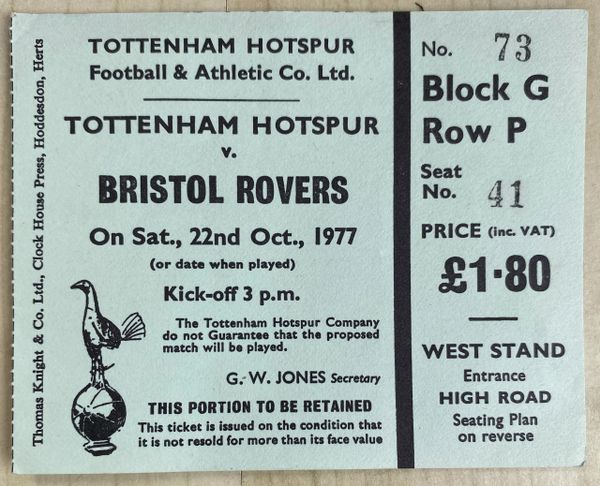 Thomas Knight & Co. Ltd., Clock House Press, Hoddesdon, Herts
TOTTENHAM HOTSPUR
Football & Athletic Co. Ltd.
TOTTENHAM HOTSPUR
v.
BRISTOL ROVERS
On Sat., 22nd Oct., 1977
(or date when played)
Kick-off 3 p.m.
The Tottenham Hotspur Company
do not Guarantee that the proposed
match will be played.
G. W. JONES Secretary
THIS PORTION TO BE RETAINED
This ticket is issued on the condition that
it is not resold for more than its face value
No. 73
Block G
Row P
Seat
No. 41
PRICE (inc. VAT)
£1·80
WEST STAND
Entrance
HIGH ROAD
Seating Plan
on reverse